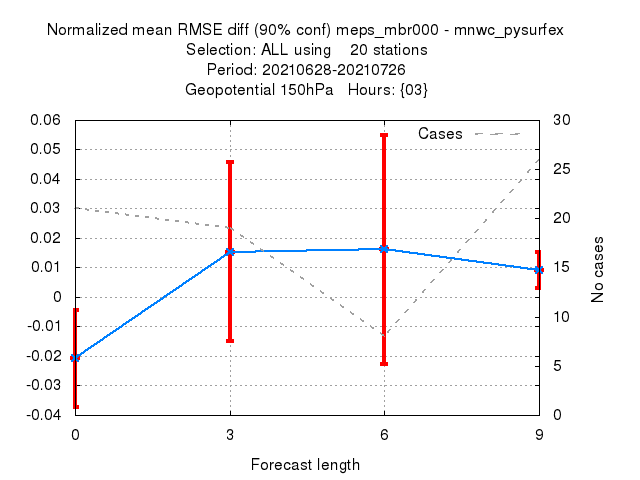 Normalized mean RMSE diff (90% conf) meps_mbr000 - mnwc_pysurfex
Selection: ALL using    20 stations
Period: 20210628-20210726
Geopotential 150hPa   Hours: {03}
0.06
0.05
0.04
0.03
0.02
0.01
0
-0.01
-0.02
-0.03
-0.04
Cases
30
25
20
15
10
5
0
No cases
0 3 6 9
Forecast length